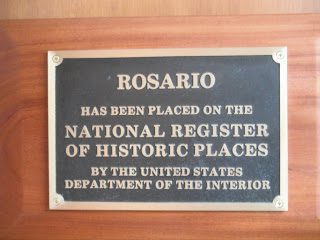 ROSARIO
HAS BEEN PLACED ON THE
NATIONAL REGISTER
OF HISTORIC PLACES
BY THE UNITED STATES
DEPARTMENT OF THE INTERIOR